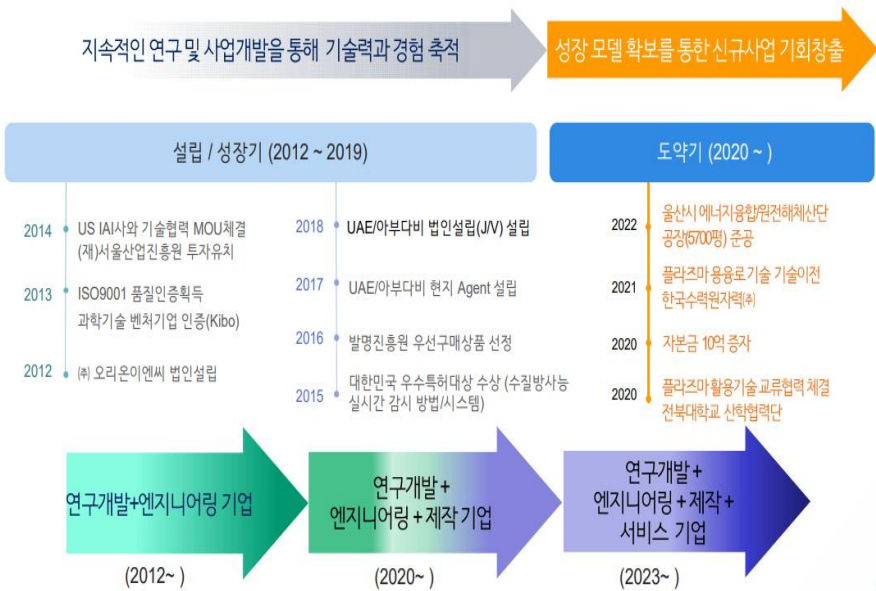 지속적인 연구 및 사업개발을 통해 기술력과 경험 축적
성장 모델 확보를 통한 신규사업 기회창출
설립 / 성장기 (2012 ~ 2019)
도약기 (2020 ~ )
2014 US IAI사와 기술협력 MOU체결
(재)서울산업진흥원 투자유치
2013 ISO9001 품질인증획득
과학기술 벤처기업 인증(Kibo)
2012 ㈜ 오리온이엔씨 법인설립
2018 UAE/아부다비 법인설립(J/V) 설립
2017 UAE/아부다비 현지 Agent 설립
2016 발명진흥원 우선구매상품 선정
2015 대한민국 우수특허대상 수상 (수질방사능
실시간 감시 방법/시스템)
2022 울산시 에너지융합/원전해체산단
공장(5700평) 준공
2021 플라즈마 용융로 기술 기술이전
한국수력원자력㈜
2020 자본금 10억 증자
2020 플라즈마 활용기술 교류협력 체결
전북대학교 산학협력단
연구개발+엔지니어링 기업
(2012~ )
연구개발 +
엔지니어링 + 제작 기업
(2020~ )
연구개발 +
엔지니어링 + 제작 +
서비스 기업
(2023~ )